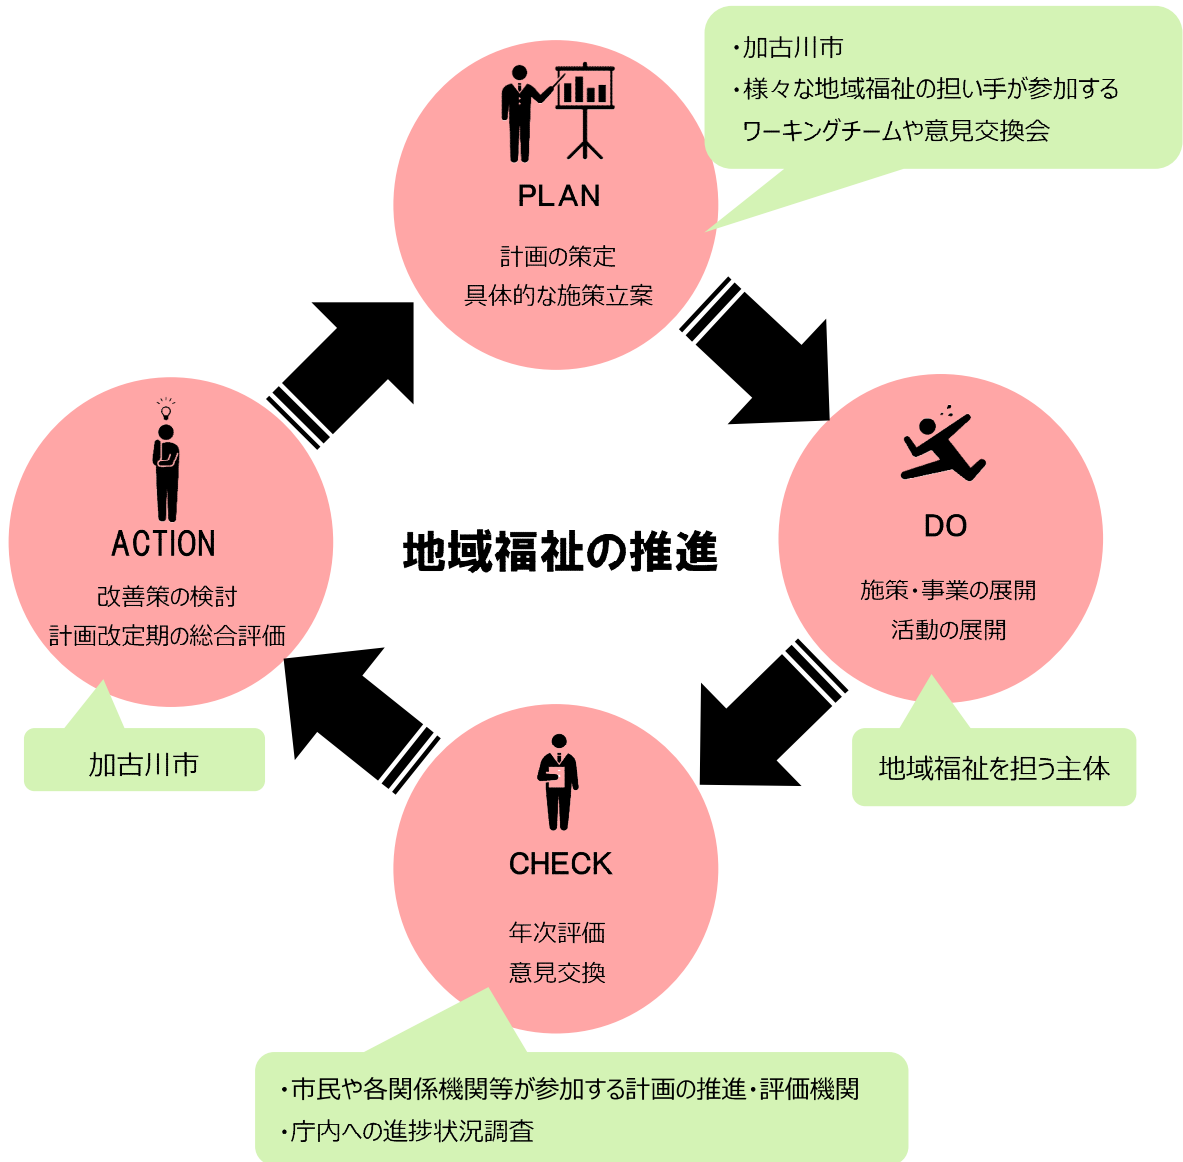 ・加古川市
・様々な地域福祉の担い手が参加する
ワーキングチームや意見交換会
PLAN
計画の策定
具体的な施策立案
DO
施策・事業の展開
活動の展開
地域福祉を担う主体
地域福祉の推進
ACTION
改善策の検討
計画改定期の総合評価
加古川市
CHECK
年次評価
意見交換
・市民や各関係機関等が参加する計画の推進・評価機関
・庁内への進捗状況調査